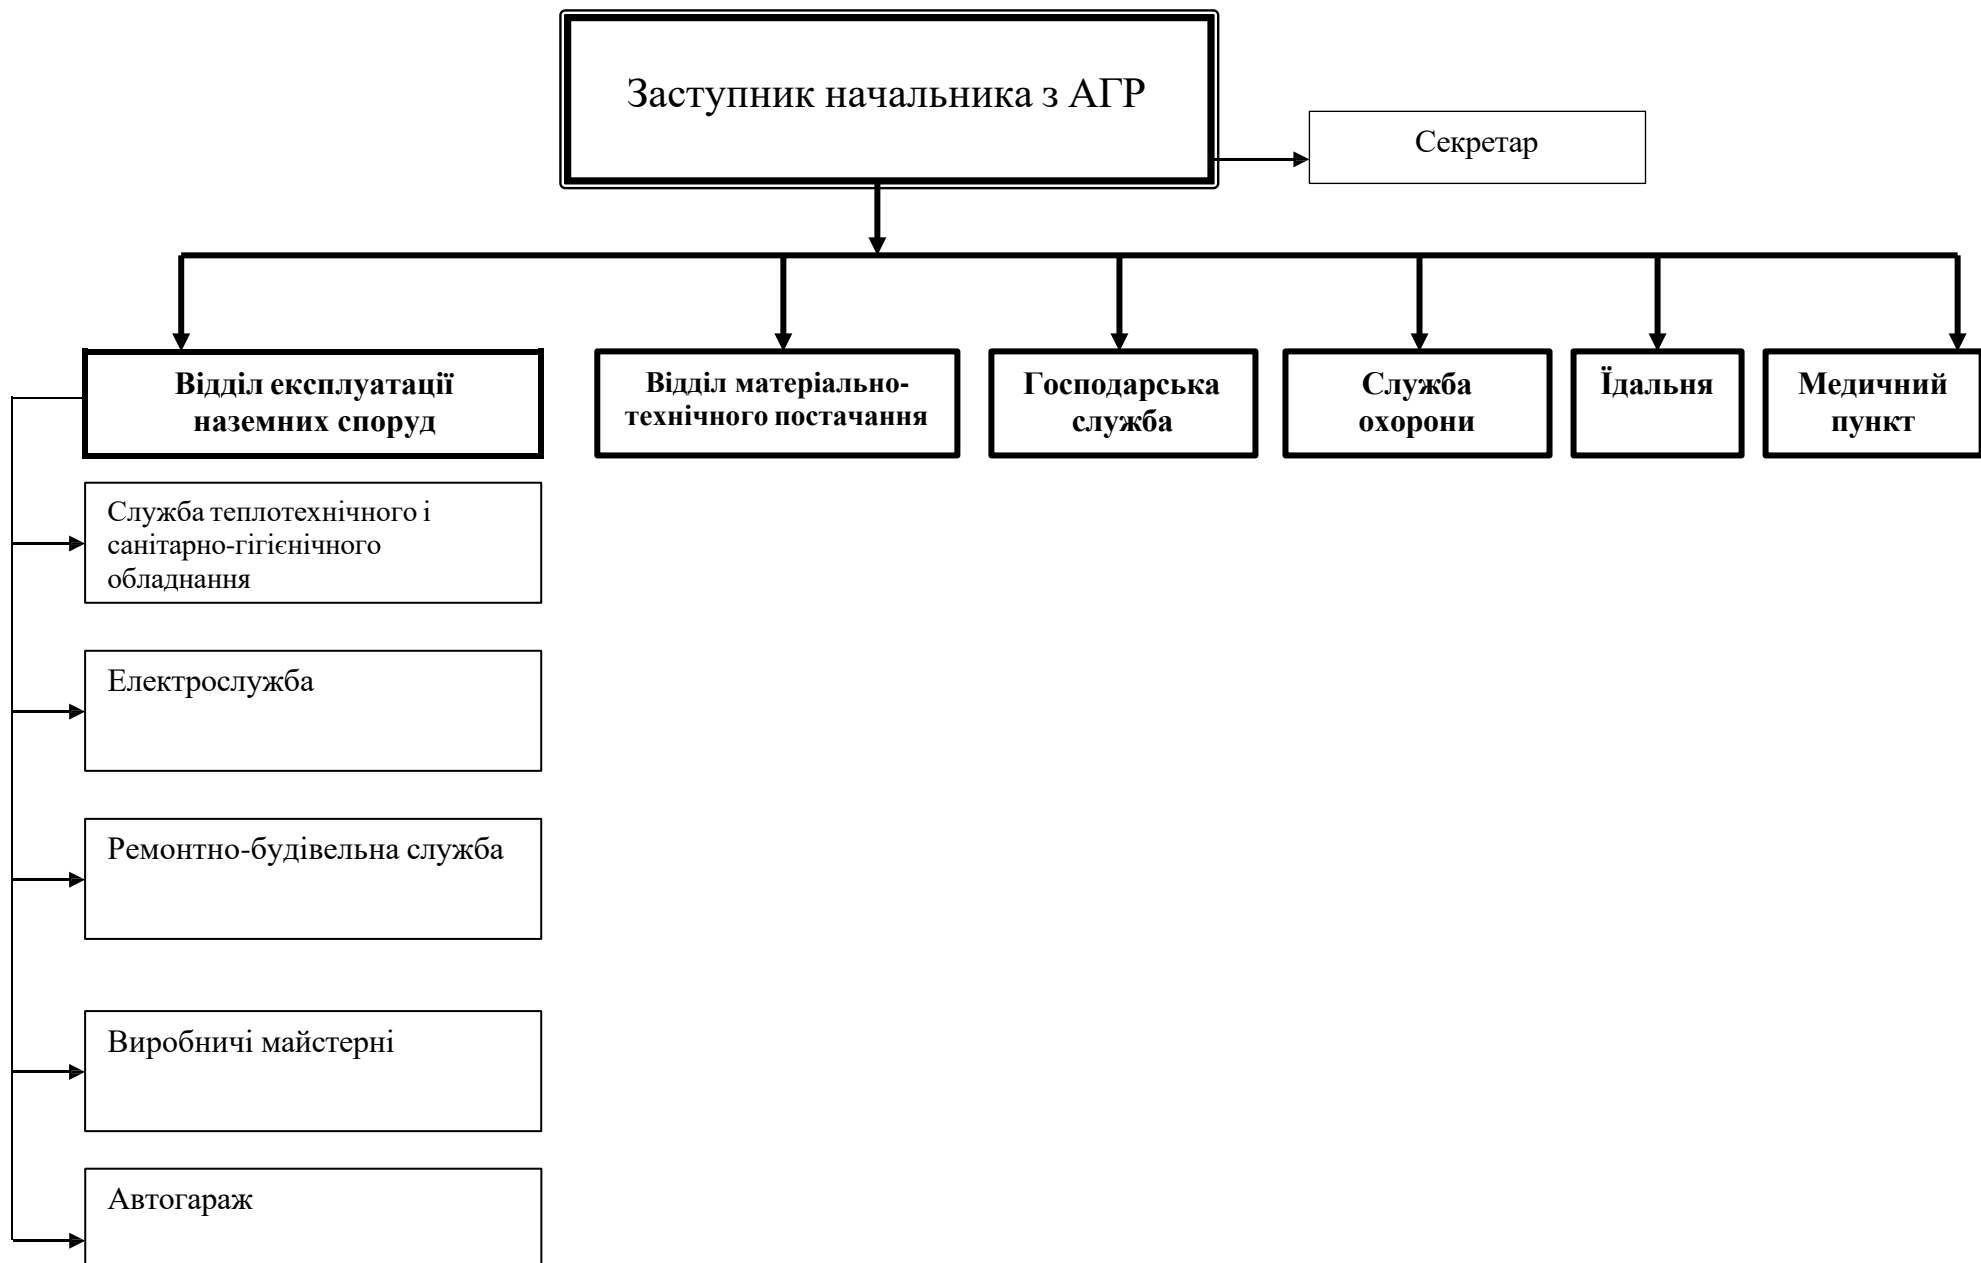 Заступник начальника з АГР
Секретар
Відділ експлуатації
наземних споруд
Відділ матеріально-
технічного постачання
Господарська
служба
Служба
охорони
Їдальня
Медичний
пункт
Служба теплотехнічного і
санітарно-гігієнічного
обладнання
Електрослужба
Ремонтно-будівельна служба
Виробничі майстерні
Автогараж